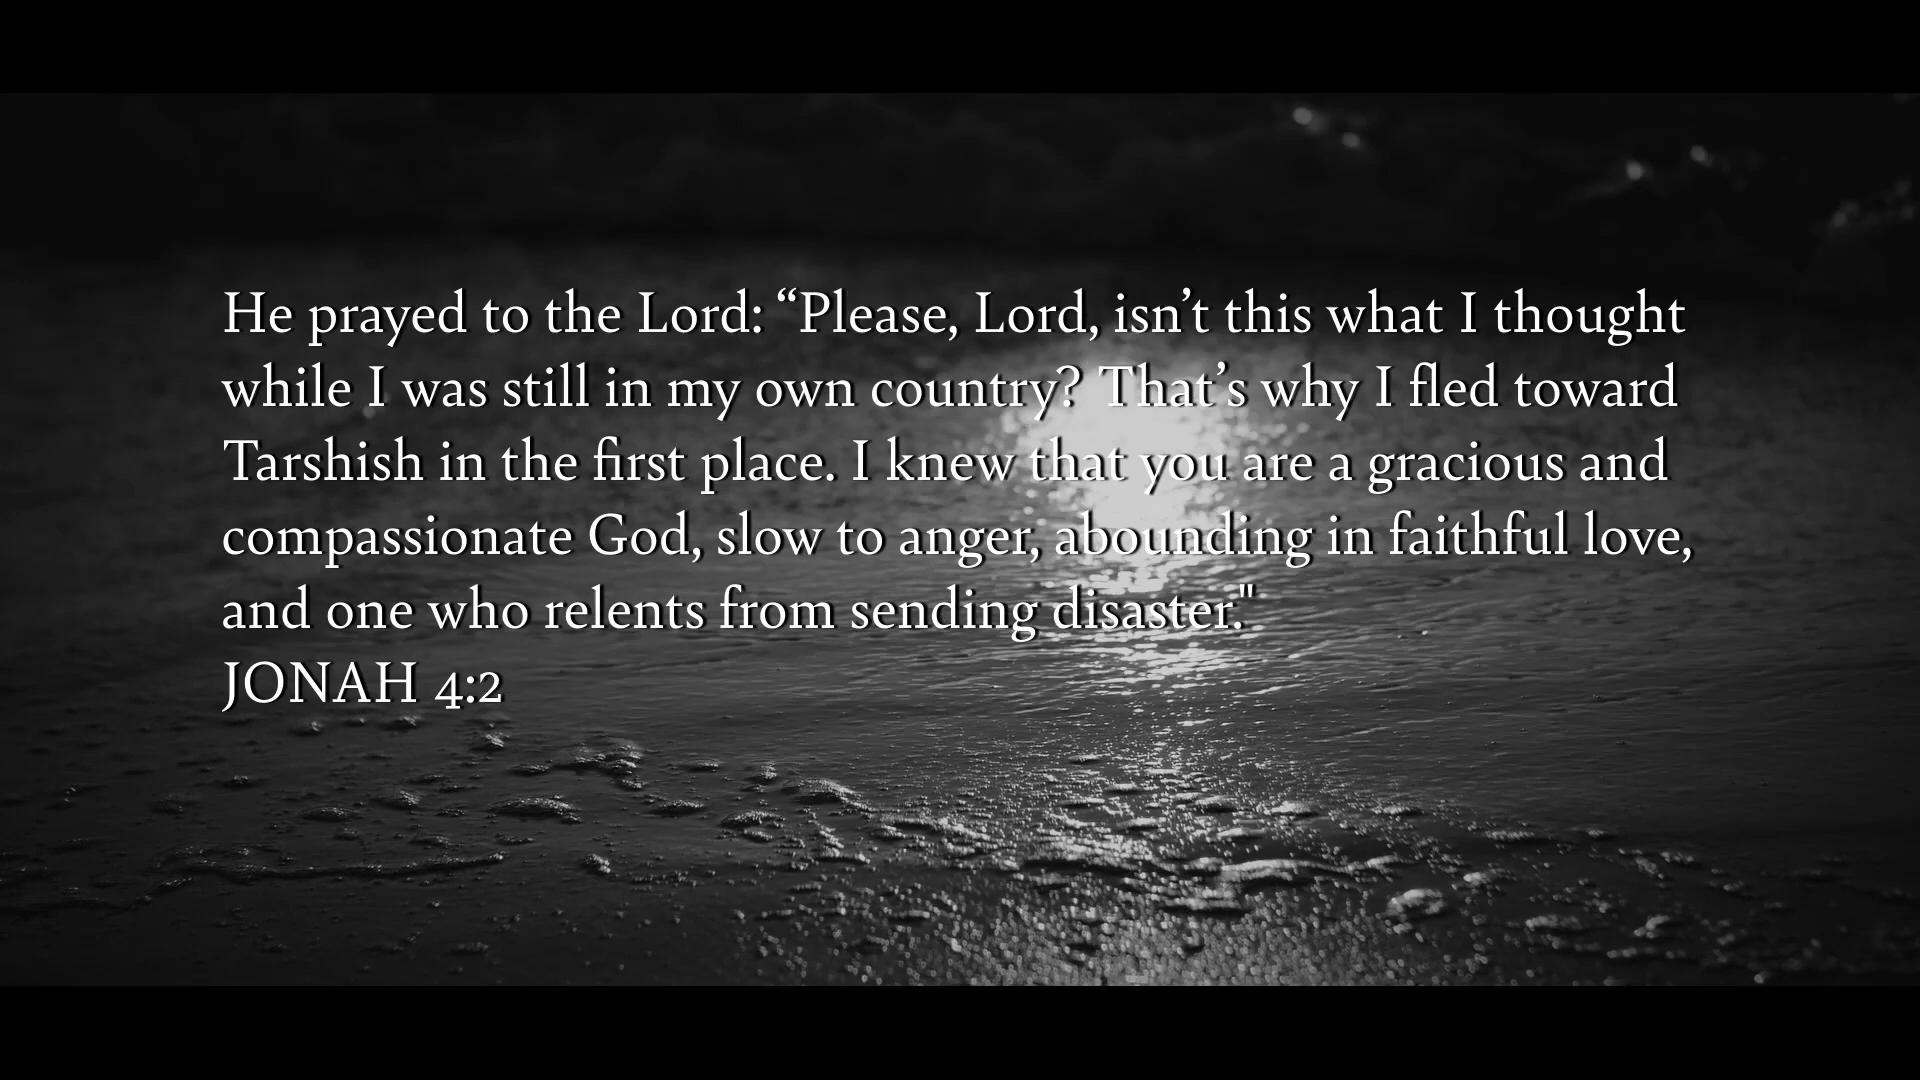 He prayed to the Lord: “Please, Lord, isn’t this what I thought
while I was still in my own country? That’s why I fled toward
Tarshish in the first place. I knew that you are a gracious and
compassionate God, slow to anger, abounding in faithful love,
and one who relents from sending disaster."
JONAH 4:2